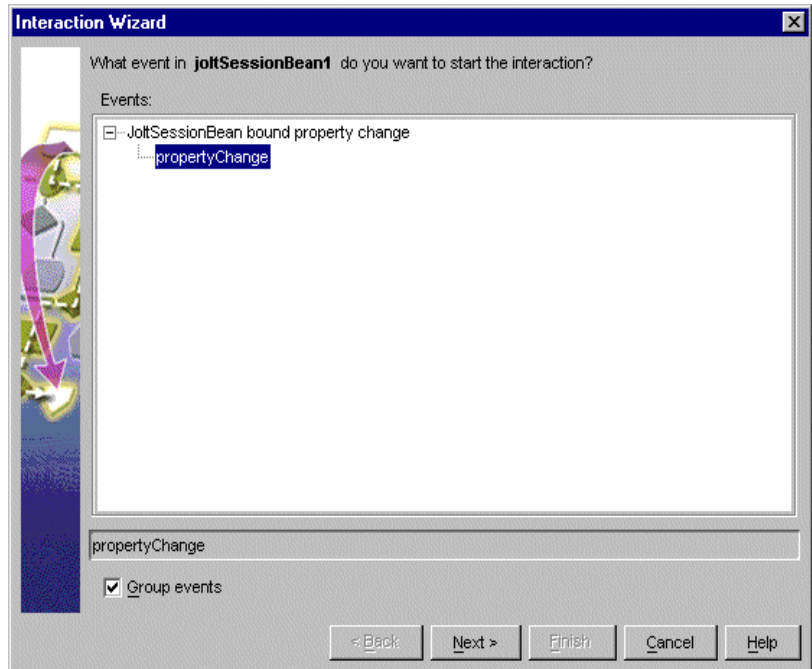 Interaction Wizard
What event in joltSessionBean1 do you want to start the interaction?
Events:
JoltSessionBean bound property change
propertyChange
propertyChange
Group events
< Back Next > Finish Cancel Help